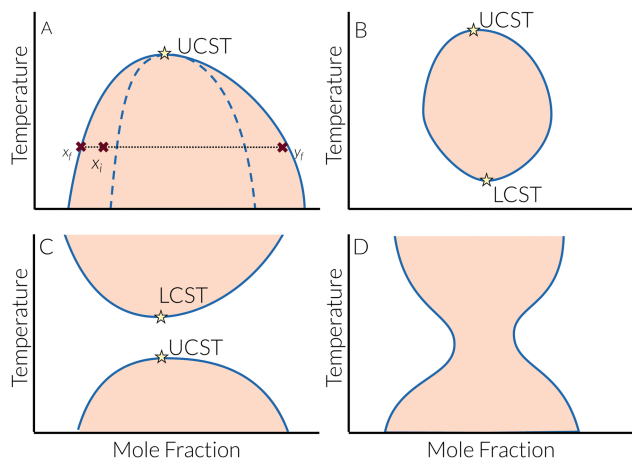 A
UCST
Temperature
x_f
x_i
y_f
B
UCST
Temperature
LCST
C
LCST
UCST
Temperature
Mole Fraction
D
Temperature
Mole Fraction